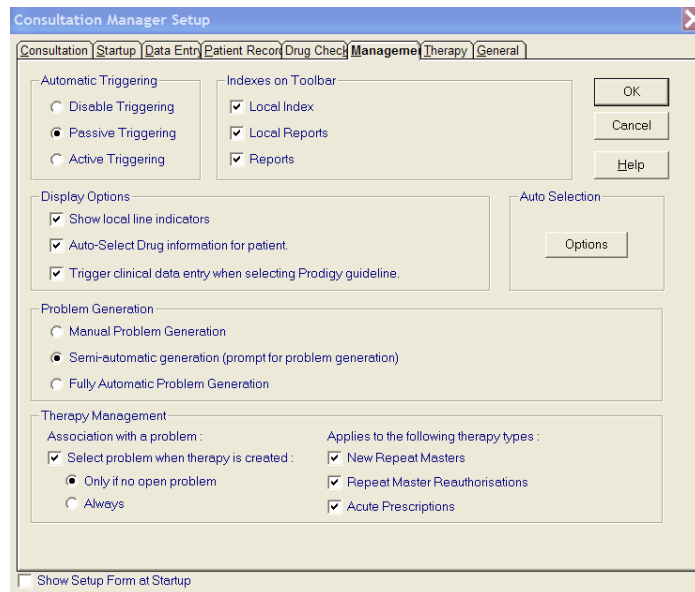 Consultation Manager Setup
Consultation Startup Data Entry Patient Record Drug Check Management Therapy General
Automatic Triggering
Disable Triggering
Passive Triggering
Active Triggering
Indexes on Toolbar
Local Index
Local Reports
Reports
OK
Cancel
Help
Display Options
Show local line indicators
Auto-Select Drug information for patient.
Trigger clinical data entry when selecting Prodigy guideline.
Auto Selection
Options
Problem Generation
Manual Problem Generation
Semi-automatic generation (prompt for problem generation)
Fully Automatic Problem Generation
Therapy Management
Association with a problem :
Select problem when therapy is created :
Only if no open problem
Always
Applies to the following therapy types :
New Repeat Masters
Repeat Master Reauthorisations
Acute Prescriptions
Show Setup Form at Startup